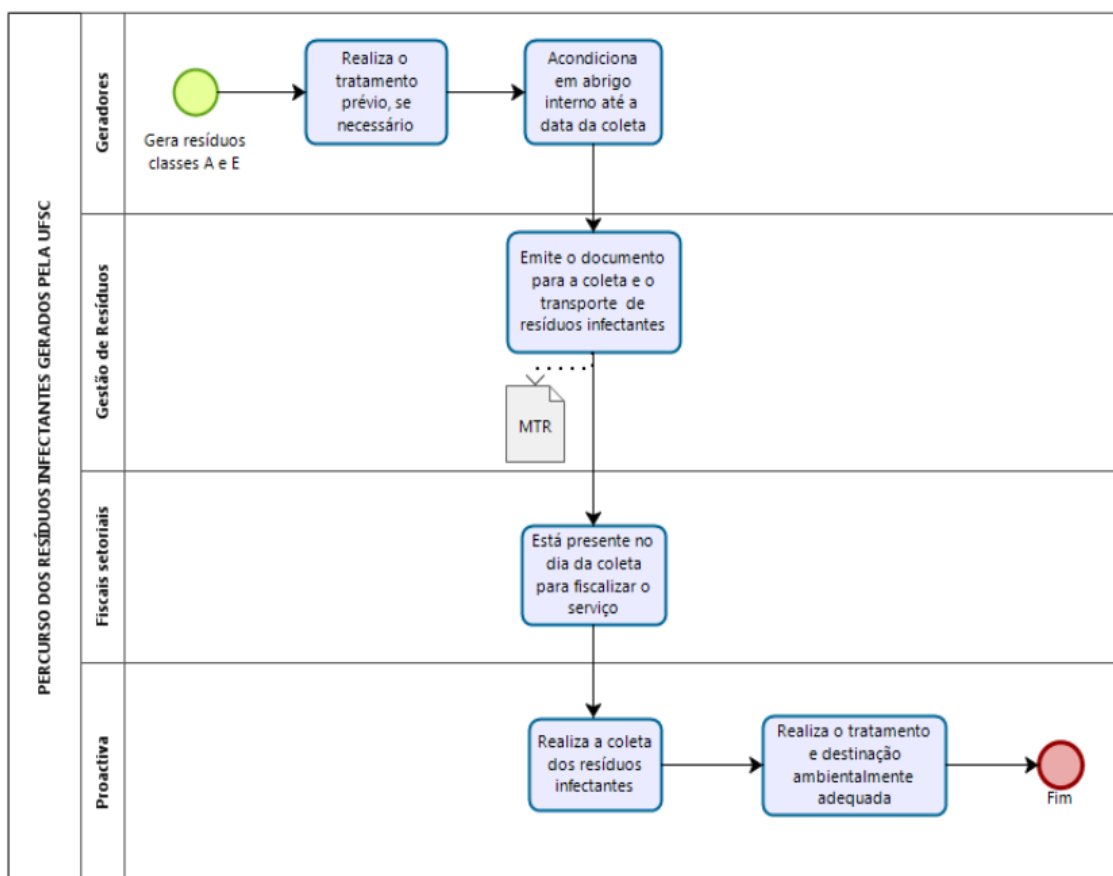 PERCURSO DOS RESÍDUOS INFECTANTES GERADOS PELA UFSC
Geradores
Gera resíduos
classes A e E
Realiza o
tratamento
prévio, se
necessário
Acondiciona
em abrigo
interno até a
data da coleta
Gestão de Resíduos
Emite o documento
para a coleta e o
transporte de
resíduos infectantes
MTR
Fiscais setoriais
Está presente no
dia da coleta
para fiscalizar o
serviço
Proactiva
Realiza a coleta
dos resíduos
infectantes
Realiza o tratamento
e destinação
ambientalmente
adequada
Fim